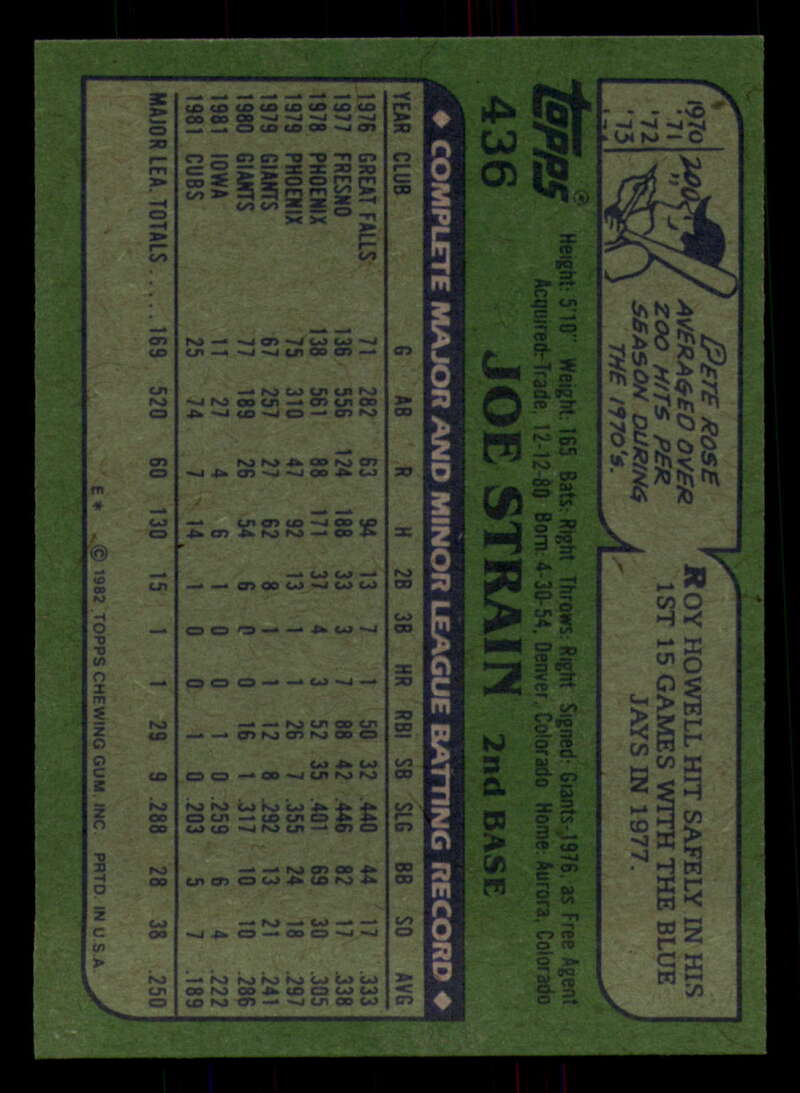 1970
'71
'72
'73
200
"
PETE ROSE
AVERAGED OVER
200 HITS PER
SEASON DURING
THE 1970's.
ROY HOWELL HIT SAFELY IN HIS
1ST 15 GAMES WITH THE BLUE
JAYS IN 1977.
Topps®
Height: 5'10" Weight: 165 Bats: Right Throws: Right Signed: Giants-1976, as Free Agent
Acquired: Trade, 12-12-80 Born: 4-30-54, Denver, Colorado Home: Aurora, Colorado
436 JOE STRAIN 2nd BASE
◆ COMPLETE MAJOR AND MINOR LEAGUE BATTING RECORD ◆
YEAR CLUB G AB R H 2B 3B HR RBI SB SLG BB SO AVG
1976 GREAT FALLS 71 282 63 94 13 7 1 50 32 .440 44 17 .333
1977 FRESNO 136 556 124 188 33 3 7 88 42 .446 82 17 .338
1978 PHOENIX 138 561 88 171 37 4 3 52 35 .401 69 30 .305
1979 PHOENIX 75 310 47 92 13 1 1 26 7 .355 24 18 .297
1979 GIANTS 67 257 27 62 8 1 1 12 8 .292 13 21 .241
1980 GIANTS 77 189 26 54 6 0 0 16 1 .317 10 10 .286
1981 IOWA 11 27 4 6 1 0 0 1 0 .259 6 4 .222
1981 CUBS 25 74 7 14 1 0 0 1 0 .203 5 7 .189
MAJOR LEA. TOTALS ..... 169 520 60 130 15 1 1 29 9 .288 28 38 .250
E* © 1982 TOPPS CHEWING GUM, INC. PRTD. IN U.S.A.